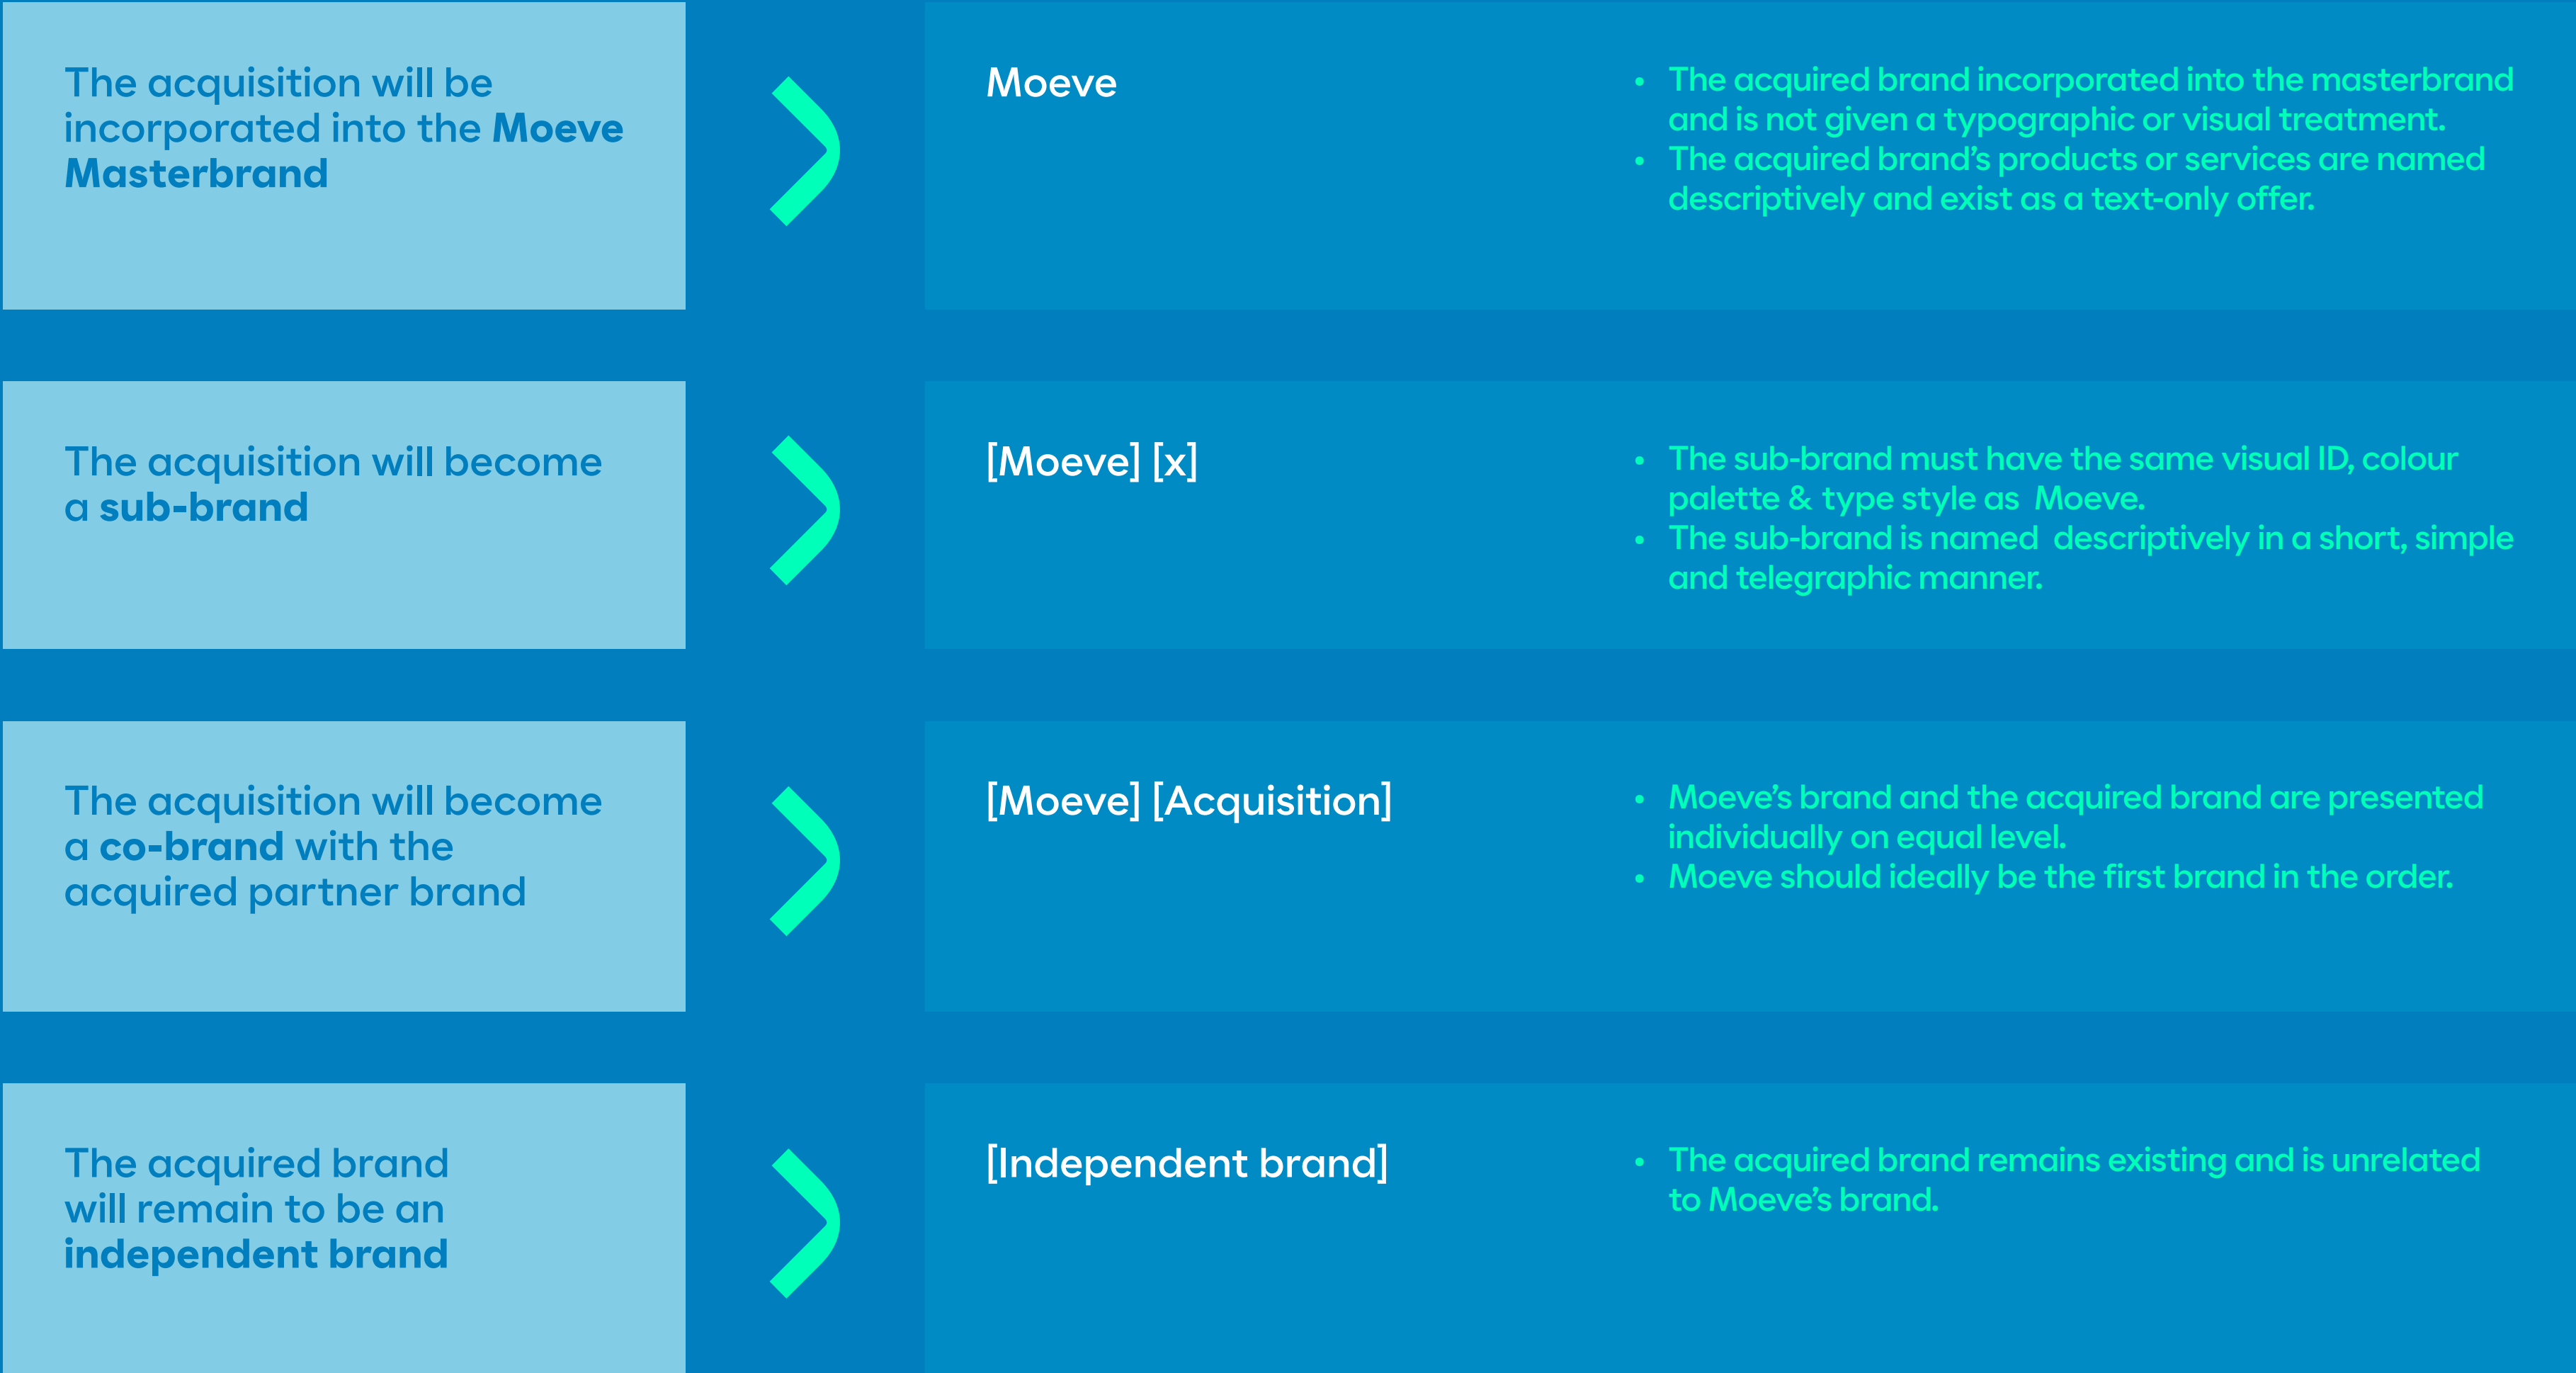 The acquisition will be
incorporated into the Moeve
Masterbrand
Moeve
• The acquired brand incorporated into the masterbrand
and is not given a typographic or visual treatment.
• The acquired brand’s products or services are named
descriptively and exist as a text-only offer.
The acquisition will become
a sub-brand
[Moeve] [x]
• The sub-brand must have the same visual ID, colour
palette & type style as  Moeve.
• The sub-brand is named  descriptively in a short, simple
and telegraphic manner.
The acquisition will become
a co-brand with the
acquired partner brand
[Moeve] [Acquisition]
• Moeve’s brand and the acquired brand are presented
individually on equal level.
• Moeve should ideally be the first brand in the order.
The acquired brand
will remain to be an
independent brand
[Independent brand]
• The acquired brand remains existing and is unrelated
to Moeve’s brand.